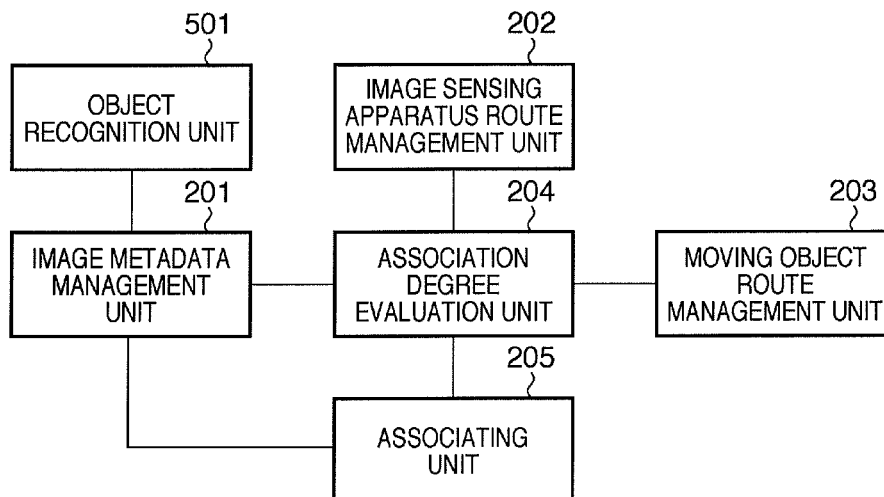 501
OBJECT
RECOGNITION UNIT
202
IMAGE SENSING
APPARATUS ROUTE
MANAGEMENT UNIT
201
IMAGE METADATA
MANAGEMENT
UNIT
204
ASSOCIATION
DEGREE
EVALUATION UNIT
203
MOVING OBJECT
ROUTE
MANAGEMENT UNIT
205
ASSOCIATING
UNIT